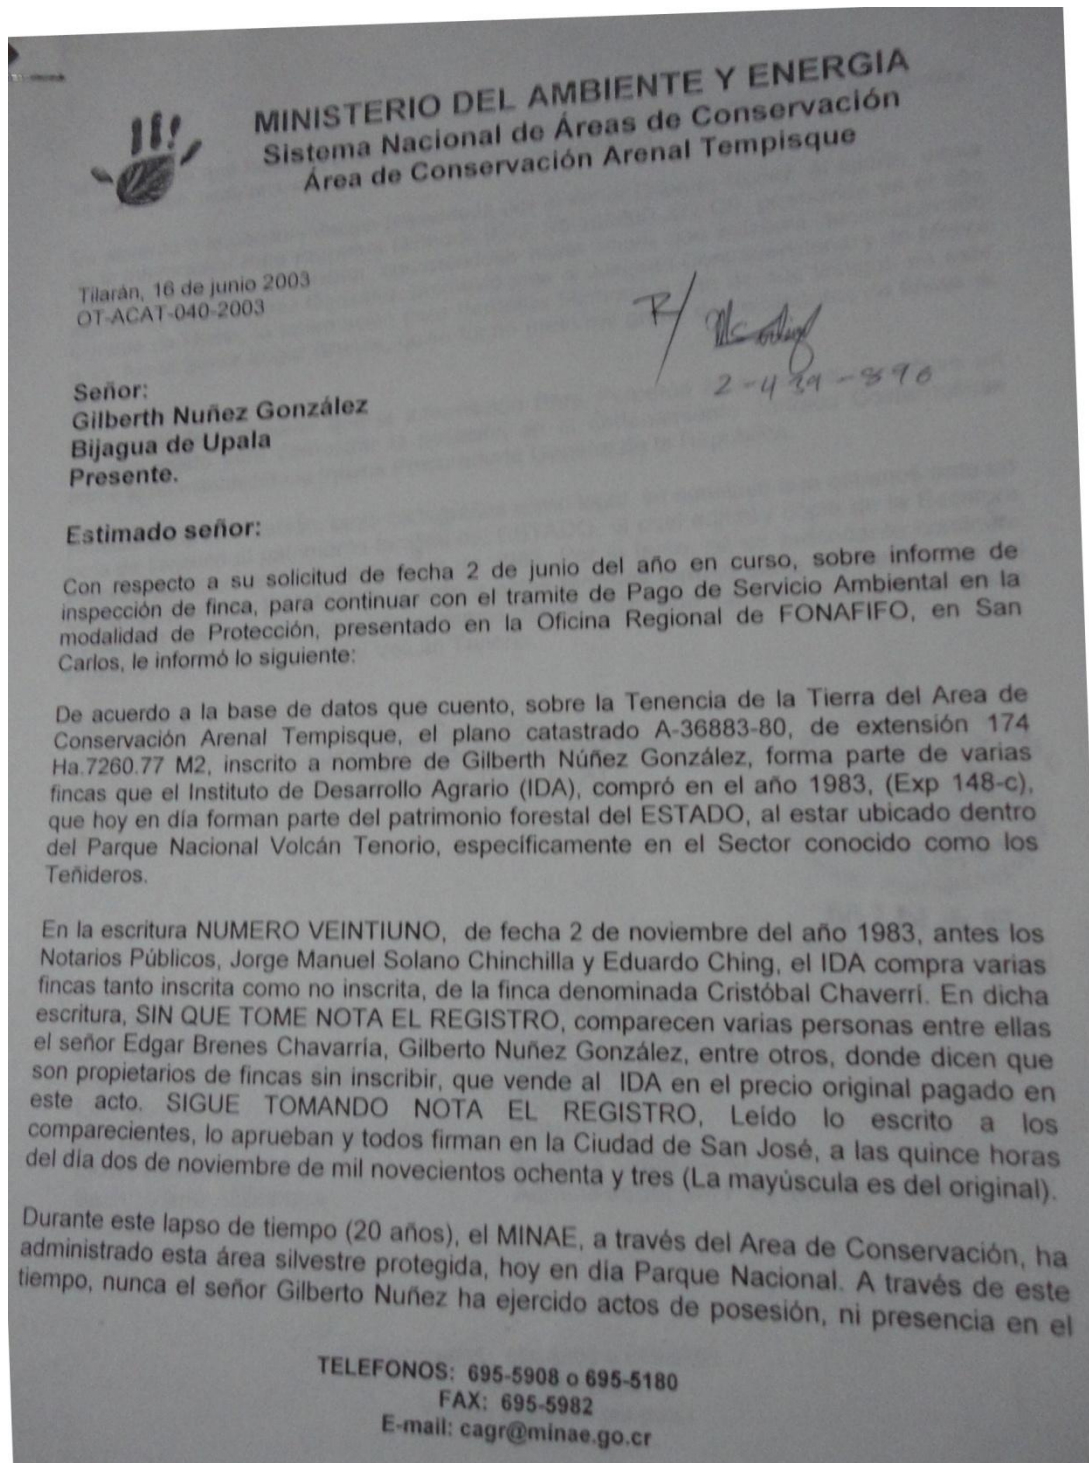 MINISTERIO DEL AMBIENTE Y ENERGIA
Sistema Nacional de Áreas de Conservación
Área de Conservación Arenal Tempisque
Tilarán, 16 de junio 2003
OT-ACAT-040-2003
R/
2-439-890
Señor:
Gilberth Nuñez González
Bijagua de Upala
Presente.
Estimado señor:
Con respecto a su solicitud de fecha 2 de junio del año en curso, sobre informe de
inspección de finca, para continuar con el tramite de Pago de Servicio Ambiental en la
modalidad de Protección, presentado en la Oficina Regional de FONAFIFO, en San
Carlos, le informó lo siguiente:
De acuerdo a la base de datos que cuento, sobre la Tenencia de la Tierra del Area de
Conservación Arenal Tempisque, el plano catastrado A-36883-80, de extensión 174
Ha.7260.77 M2, inscrito a nombre de Gilberth Núñez González, forma parte de varias
fincas que el Instituto de Desarrollo Agrario (IDA), compró en el año 1983, (Exp 148-c),
que hoy en día forman parte del patrimonio forestal del ESTADO, al estar ubicado dentro
del Parque Nacional Volcán Tenorio, específicamente en el Sector conocido como los
Teñideros.
En la escritura NUMERO VEINTIUNO, de fecha 2 de noviembre del año 1983, antes los
Notarios Públicos, Jorge Manuel Solano Chinchilla y Eduardo Ching, el IDA compra varias
fincas tanto inscrita como no inscrita, de la finca denominada Cristóbal Chaverri. En dicha
escritura, SIN QUE TOME NOTA EL REGISTRO, comparecen varias personas entre ellas
el señor Edgar Brenes Chavarría, Gilberto Nuñez González, entre otros, donde dicen que
son propietarios de fincas sin inscribir, que vende al IDA en el precio original pagado en
este acto. SIGUE TOMANDO NOTA EL REGISTRO, Leído lo escrito a los
comparecientes, lo aprueban y todos firman en la Ciudad de San José, a las quince horas
del día dos de noviembre de mil novecientos ochenta y tres (La mayúscula es del original).
Durante este lapso de tiempo (20 años), el MINAE, a través del Area de Conservación, ha
administrado esta área silvestre protegida, hoy en día Parque Nacional. A través de este
tiempo, nunca el señor Gilberto Nuñez ha ejercido actos de posesión, ni presencia en el
TELEFONOS: 695-5908 o 695-5180
FAX: 695-5982
E-mail: cagr@minae.go.cr